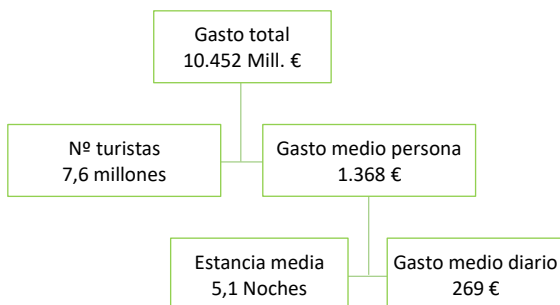 Gasto total
10.452 Mill. €
Nº turistas
7,6 millones
Gasto medio persona
1.368 €
Estancia media
5,1 Noches
Gasto medio diario
269 €